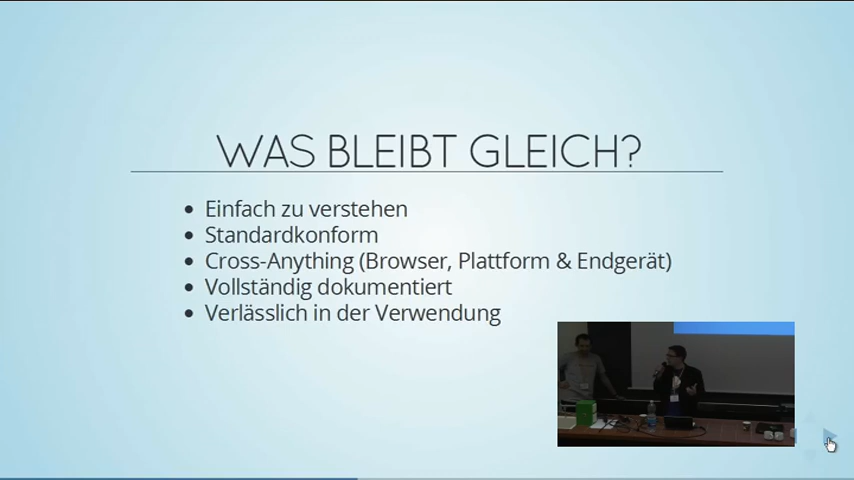 WAS BLEIBT GLEICH?
Einfach zu verstehen
Standardkonform
Cross-Anything (Browser, Plattform & Endgerät)
Vollständig dokumentiert
Verlässlich in der Verwendung